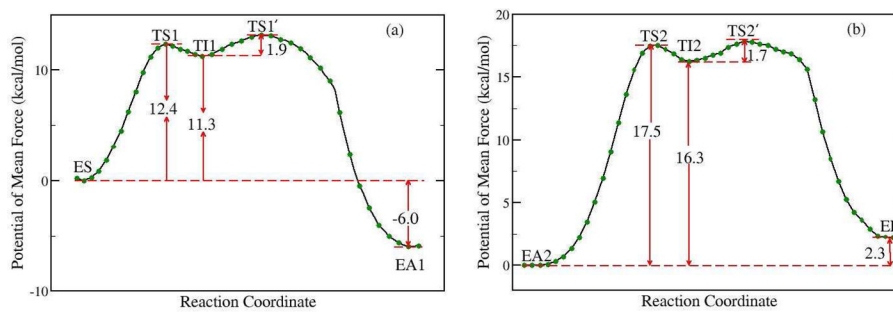 (a)
TS1
TS1′
TI1
1.9
12.4
11.3
ES
-6.0
EA1
10
0
-10
Potential of Mean Force (kcal/mol)
Reaction Coordinate
(b)
TS2
TS2′
TI2
1.7
17.5
16.3
EA2
2.3
20
15
10
5
0
Potential of Mean Force (kcal/mol)
Reaction Coordinate